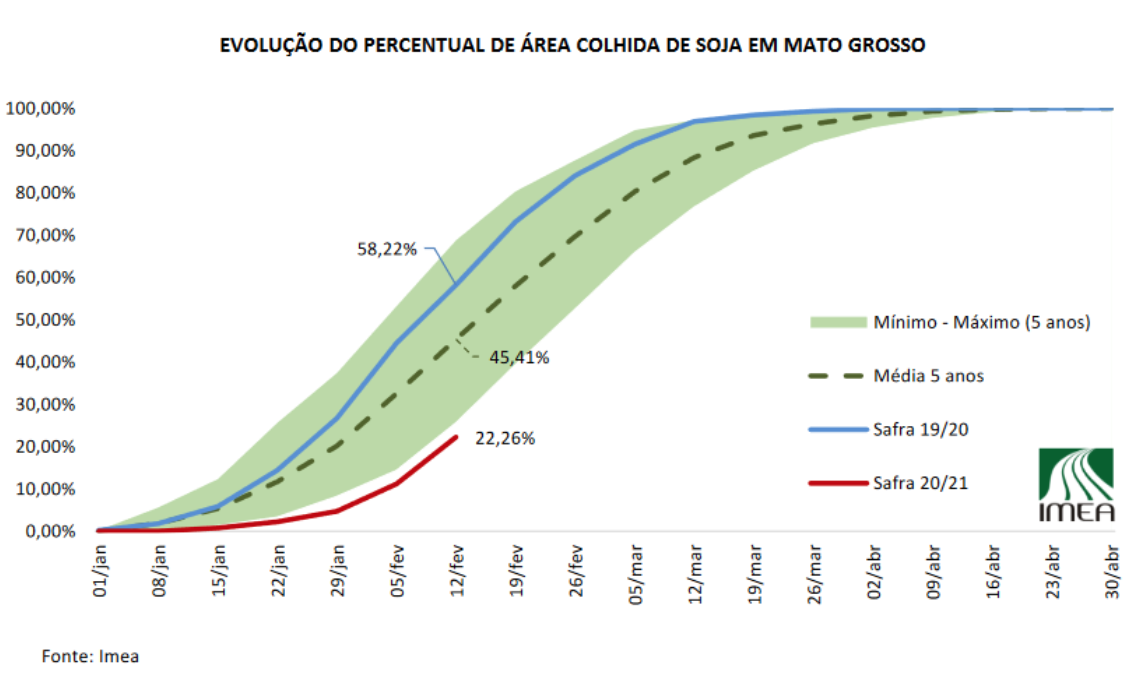 EVOLUÇÃO DO PERCENTUAL DE ÁREA COLHIDA DE SOJA EM MATO GROSSO
100,00%
90,00%
80,00%
70,00%
60,00%
50,00%
40,00%
30,00%
20,00%
10,00%
0,00%
58,22%
45,41%
22,26%
Mínimo - Máximo (5 anos)
Média 5 anos
Safra 19/20
Safra 20/21
IMEA
01/jan
08/jan
15/jan
22/jan
29/jan
05/fev
12/fev
19/fev
26/fev
05/mar
12/mar
19/mar
26/mar
02/abr
09/abr
16/abr
23/abr
30/abr
Fonte: Imea